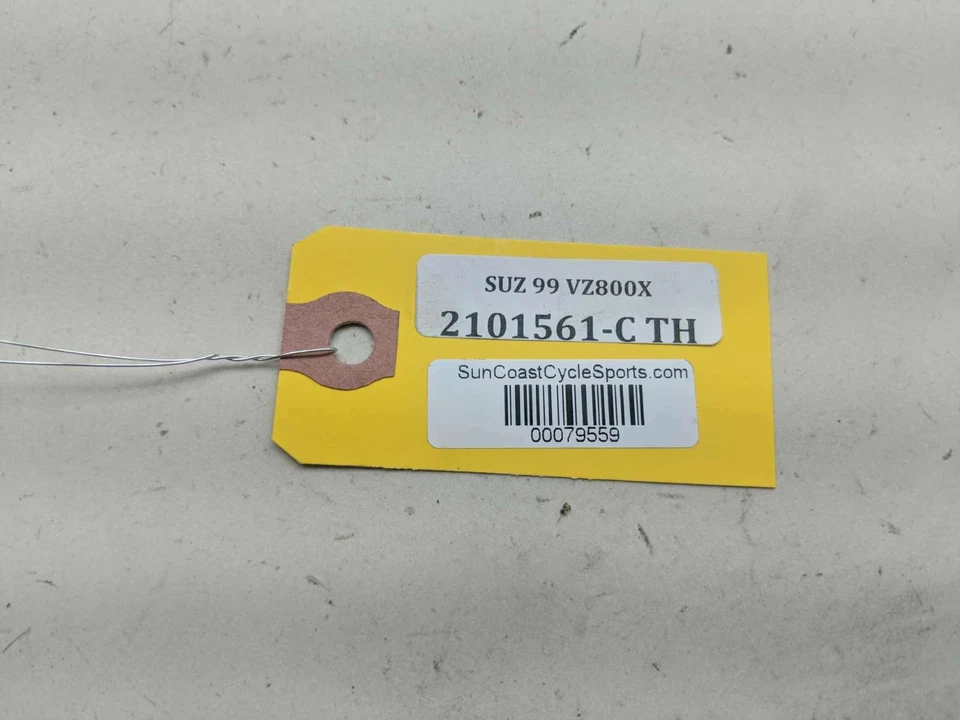 SUZ 99 VZ800X
2101561-C TH
SunCoastCycleSports.com
00079559